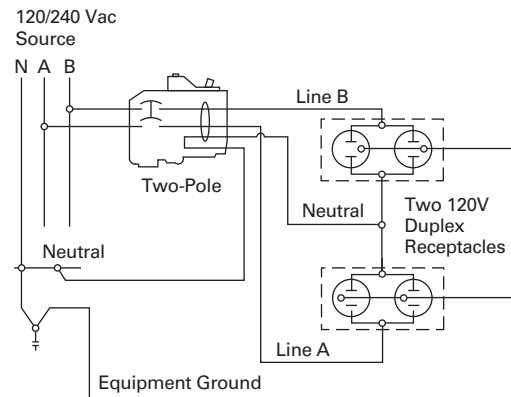 120/240 Vac
Source
N A B
Line B
Two-Pole
Neutral
Two 120V
Duplex
Receptacles
Neutral
Line A
Equipment Ground